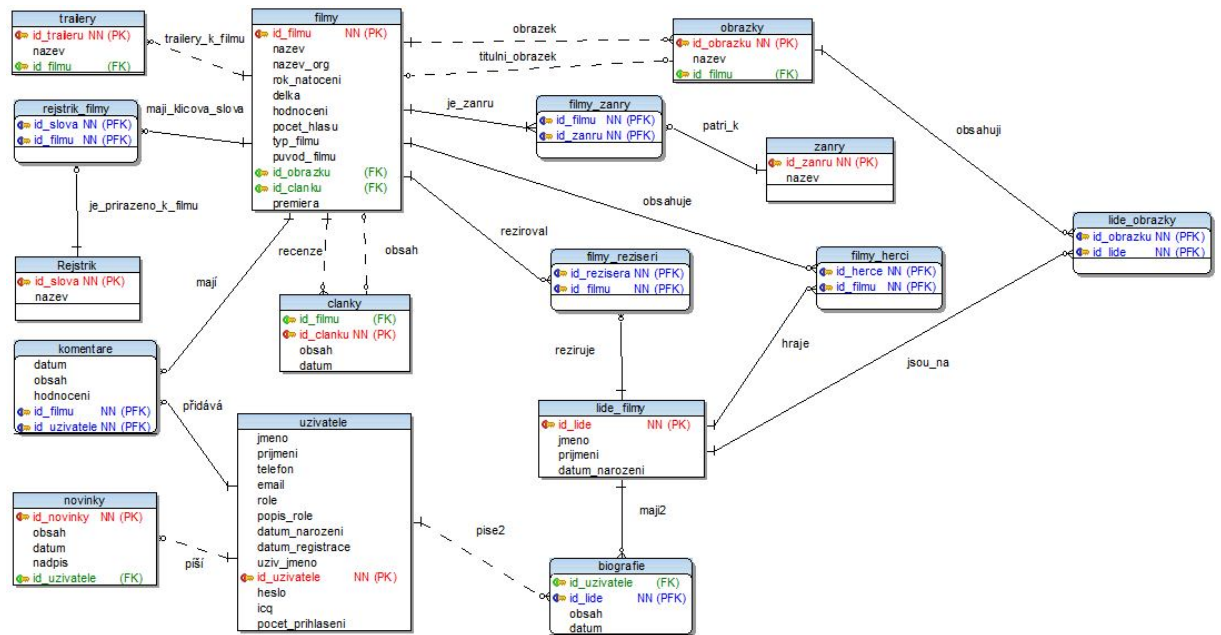 trailery
id_traileru NN (PK)
nazev
id_filmu (FK)
trailery_k_filmu
filmy
id_filmu NN (PK)
nazev
nazev_org
rok_natoceni
delka
hodnoceni
pocet_hlasu
typ_filmu
puvod_filmu
id_obrazku (FK)
id_clanku (FK)
premiera
obrazek
titulni_obrazek
obrazky
id_obrazku NN (PK)
nazev
id_filmu (FK)
rejstrik_filmy
id_slova NN (PFK)
id_filmu NN (PFK)
maji_klicova_slova
je_zanru
filmy_zanry
id_filmu NN (PFK)
id_zanru NN (PFK)
patri_k
zanry
id_zanru NN (PK)
nazev
obsahuji
je_prirazeno_k_filmu
obsahuje
lide_obrazky
id_obrazku NN (PFK)
id_lide NN (PFK)
Rejstrik
id_slova NN (PK)
nazev
mají
recenze
obsah
reziroval
filmy_reziseri
id_rezisera NN (PFK)
id_filmu NN (PFK)
filmy_herci
id_herce NN (PFK)
id_filmu NN (PFK)
clanky
id_filmu (FK)
id_clanku NN (PK)
obsah
datum
komentare
datum
obsah
hodnoceni
id_filmu NN (PFK)
id_uzivatele NN (PFK)
přidává
reziruje
hraje
jsou_na
lide_filmy
id_lide NN (PK)
jmeno
prijmeni
datum_narozeni
uzivatele
jmeno
prijmeni
telefon
email
role
popis_role
datum_narozeni
datum_registrace
uziv_jmeno
id_uzivatele NN (PK)
heslo
icq
pocet_prihlaseni
novinky
id_novinky NN (PK)
obsah
datum
nadpis
id_uzivatele (FK)
píší
pise2
maji2
biografie
id_uzivatele (FK)
id_lide NN (PFK)
obsah
datum